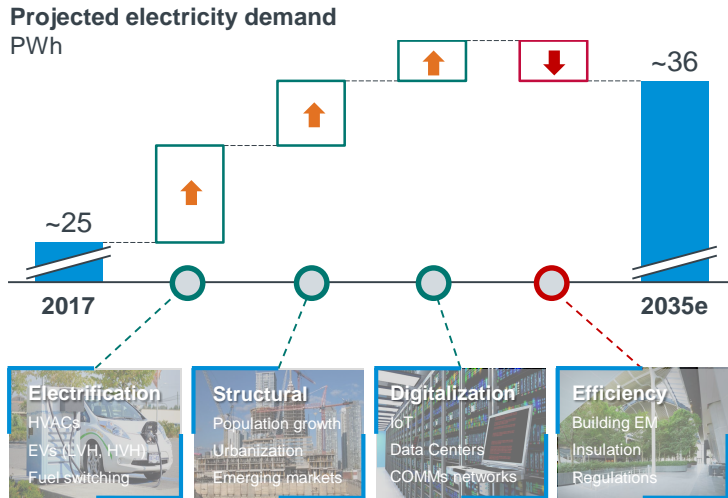 Projected electricity demand
PWh
~25
~36
2017
2035e
Electrification
HVACs
EVs (LVH, HVH)
Fuel switching
Structural
Population growth
Urbanization
Emerging markets
Digitalization
IoT
Data Centers
COMMs networks
Efficiency
Building EM
Insulation
Regulations